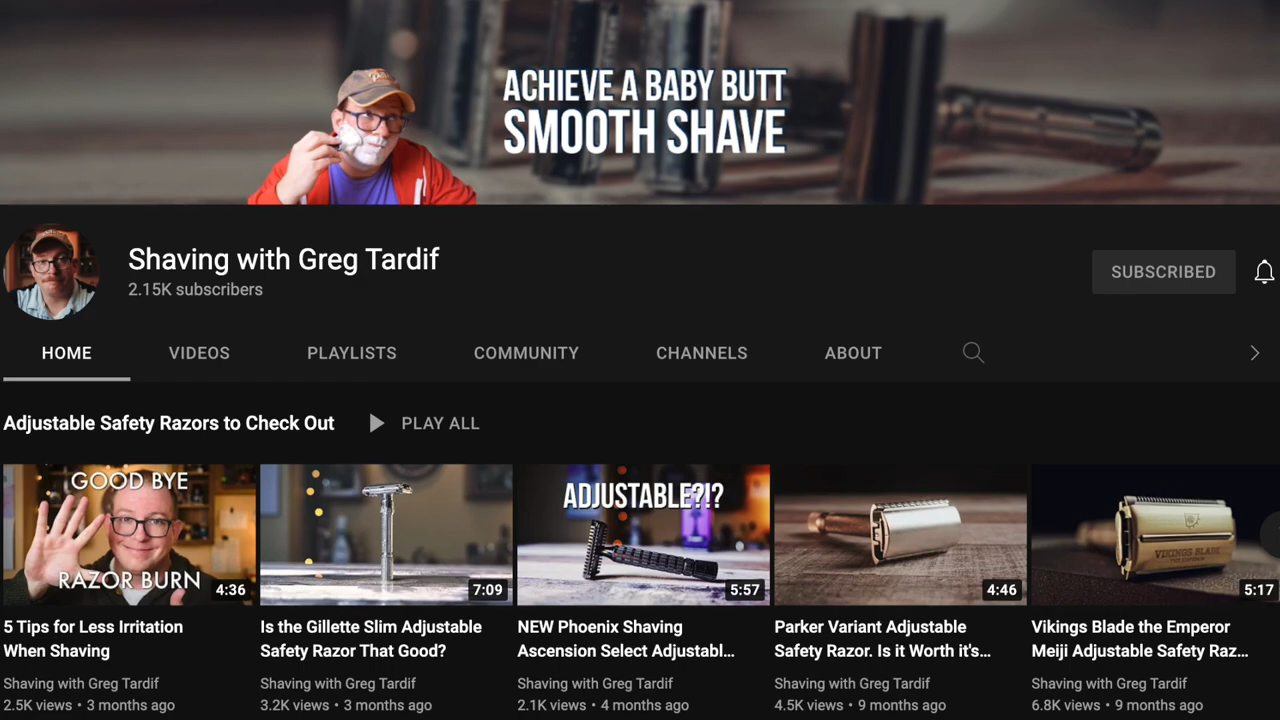 ACHIEVE A BABY BUTT
SMOOTH SHAVE
Shaving with Greg Tardif
2.15K subscribers
SUBSCRIBED
HOME VIDEOS PLAYLISTS COMMUNITY CHANNELS ABOUT
Adjustable Safety Razors to Check Out PLAY ALL
GOOD BYE
RAZOR BURN
4:36
7:09
ADJUSTABLE?!?
5:57
4:46
VIKINGS BLADE
5:17
5 Tips for Less Irritation
When Shaving
Shaving with Greg Tardif
2.5K views • 3 months ago
Is the Gillette Slim Adjustable
Safety Razor That Good?
Shaving with Greg Tardif
3.2K views • 3 months ago
NEW Phoenix Shaving
Ascension Select Adjustabl...
Shaving with Greg Tardif
2.1K views • 4 months ago
Parker Variant Adjustable
Safety Razor. Is it Worth it's...
Shaving with Greg Tardif
4.5K views • 9 months ago
Vikings Blade the Emperor
Meiji Adjustable Safety Raz...
Shaving with Greg Tardif
6.8K views • 9 months ago